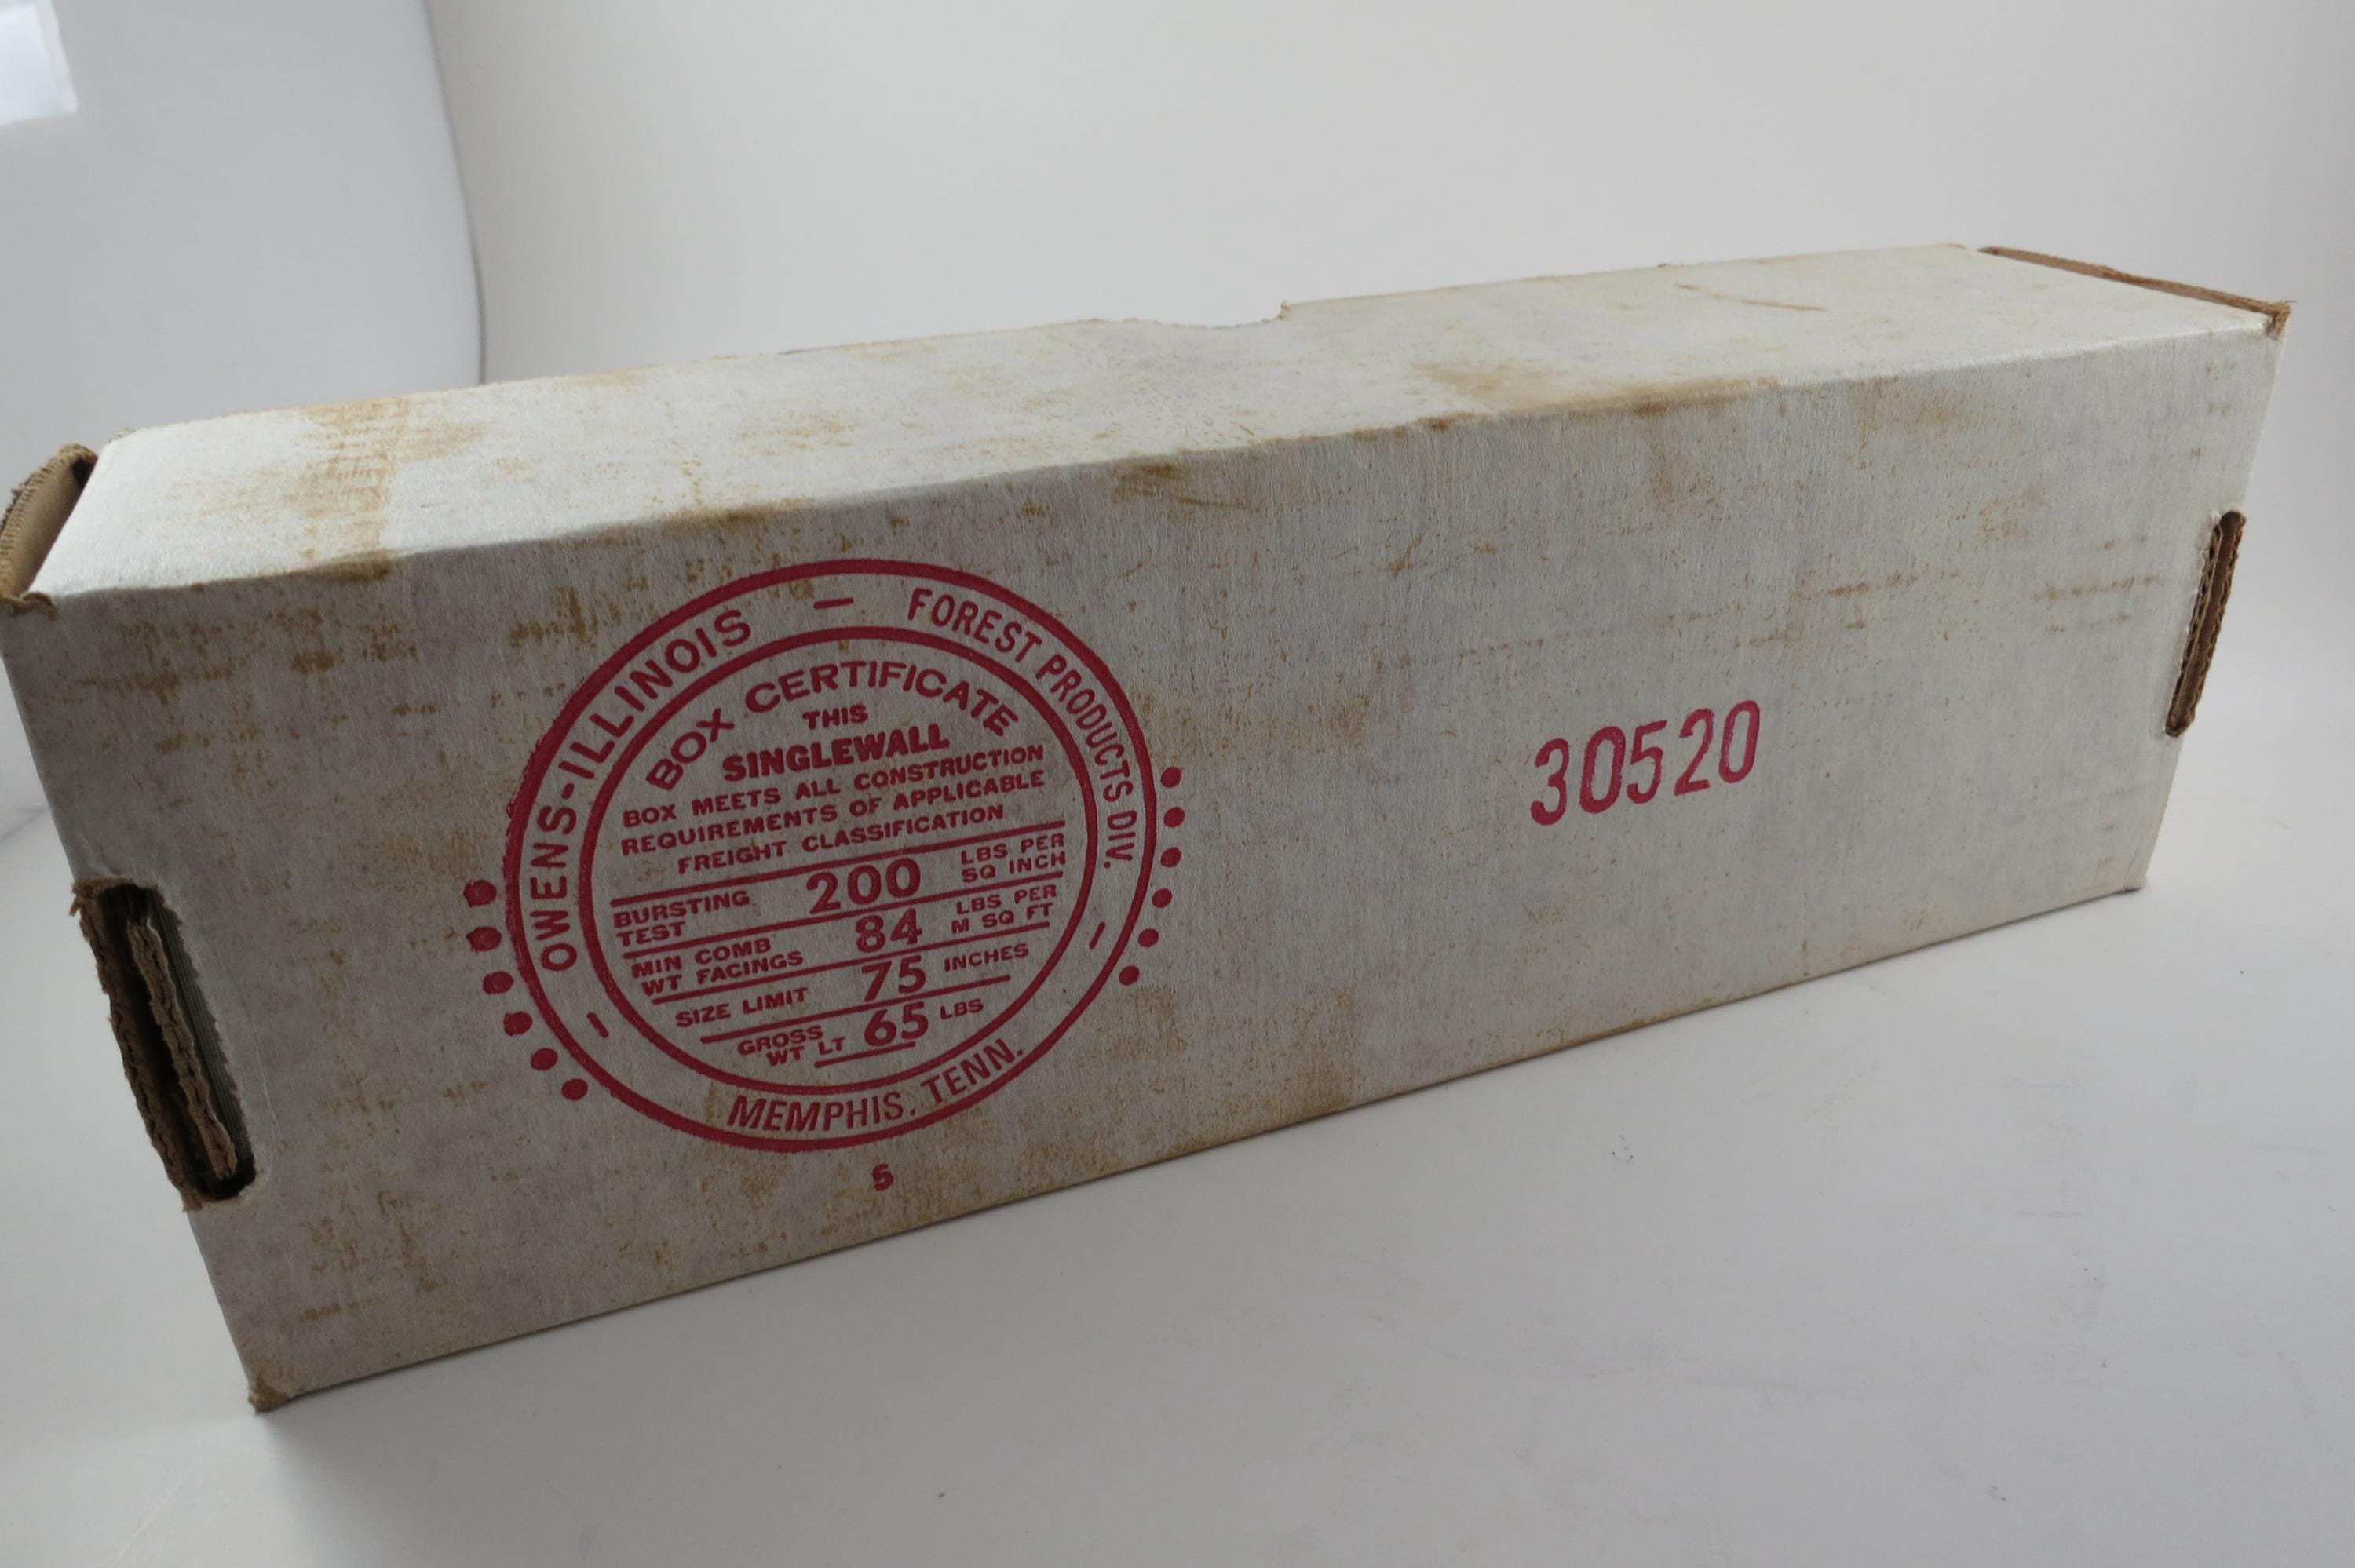 OWENS-ILLINOIS — FOREST PRODUCTS DIV. —
BOX CERTIFICATE
THIS
SINGLEWALL
BOX MEETS ALL CONSTRUCTION
REQUIREMENTS OF APPLICABLE
FREIGHT CLASSIFICATION
BURSTING TEST 200 LBS PER SQ INCH
MIN COMB WT FACINGS 84 LBS PER M SQ FT
SIZE LIMIT 75 INCHES
GROSS WT LT 65 LBS
MEMPHIS. TENN. —
S
30520